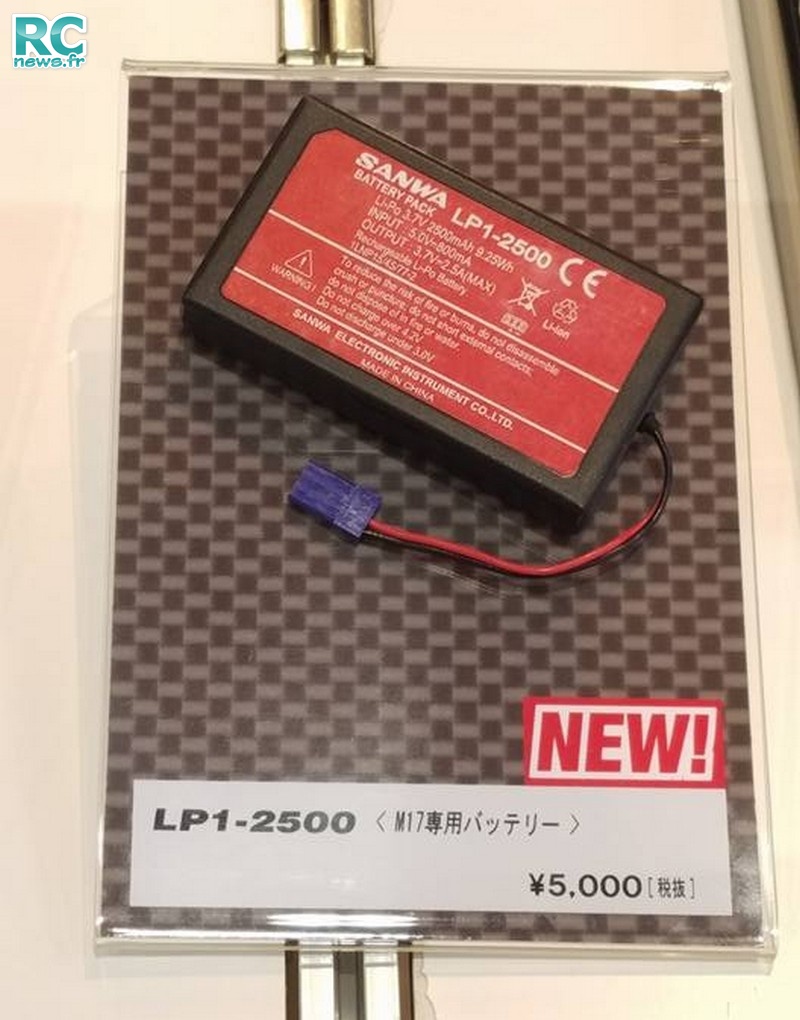 RC
news.fr
SANWA
BATTERY PACK LP1-2500
Li-Po 3.7V 2500mAh 9.25Wh
INPUT : 5.0V⎓800mA
OUTPUT : 3.7V⎓2.5A(MAX)
Rechargeable Li-Po Battery
CE
Li-ion
WARNING!
To reduce the risk of fire or burns, do not disassemble
crush or puncture, do not short external contacts,
do not dispose of to fire or water.
Do not charge over 4.2V
Do not discharge under 3.0V
SANWA ELECTRONIC INSTRUMENT CO.,LTD.
MADE IN CHINA
NEW!
LP1-2500 〈 M17専用バッテリー 〉
¥5,000[税抜]